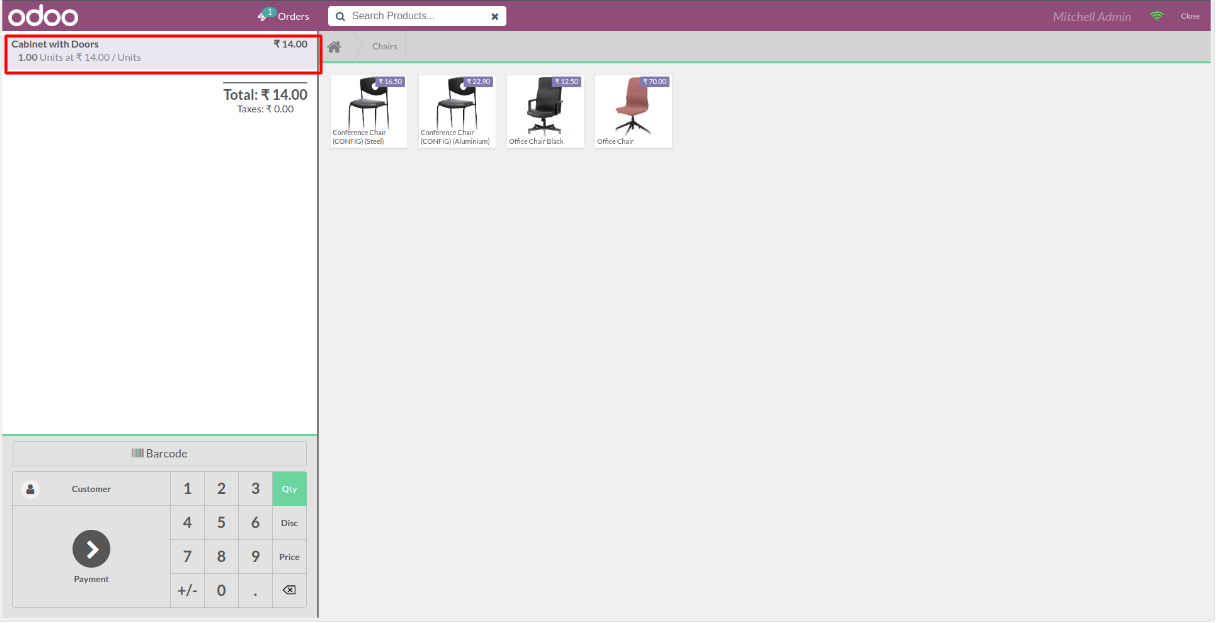 odoo
1
Orders
Search Products...
Mitchell Admin
Close
Cabinet with Doors ₹ 14.00
1.00 Units at ₹ 14.00 / Units
Total: ₹ 14.00
Taxes: ₹ 0.00
Chairs
₹ 16.50
Conference Chair
(CONFIG) (Steel)
₹ 22.90
Conference Chair
(CONFIG) (Aluminium)
₹ 12.50
Office Chair Black
₹ 70.00
Office Chair
Barcode
Customer
1 2 3 Qty
4 5 6 Disc
7 8 9 Price
+/- 0 .
Payment